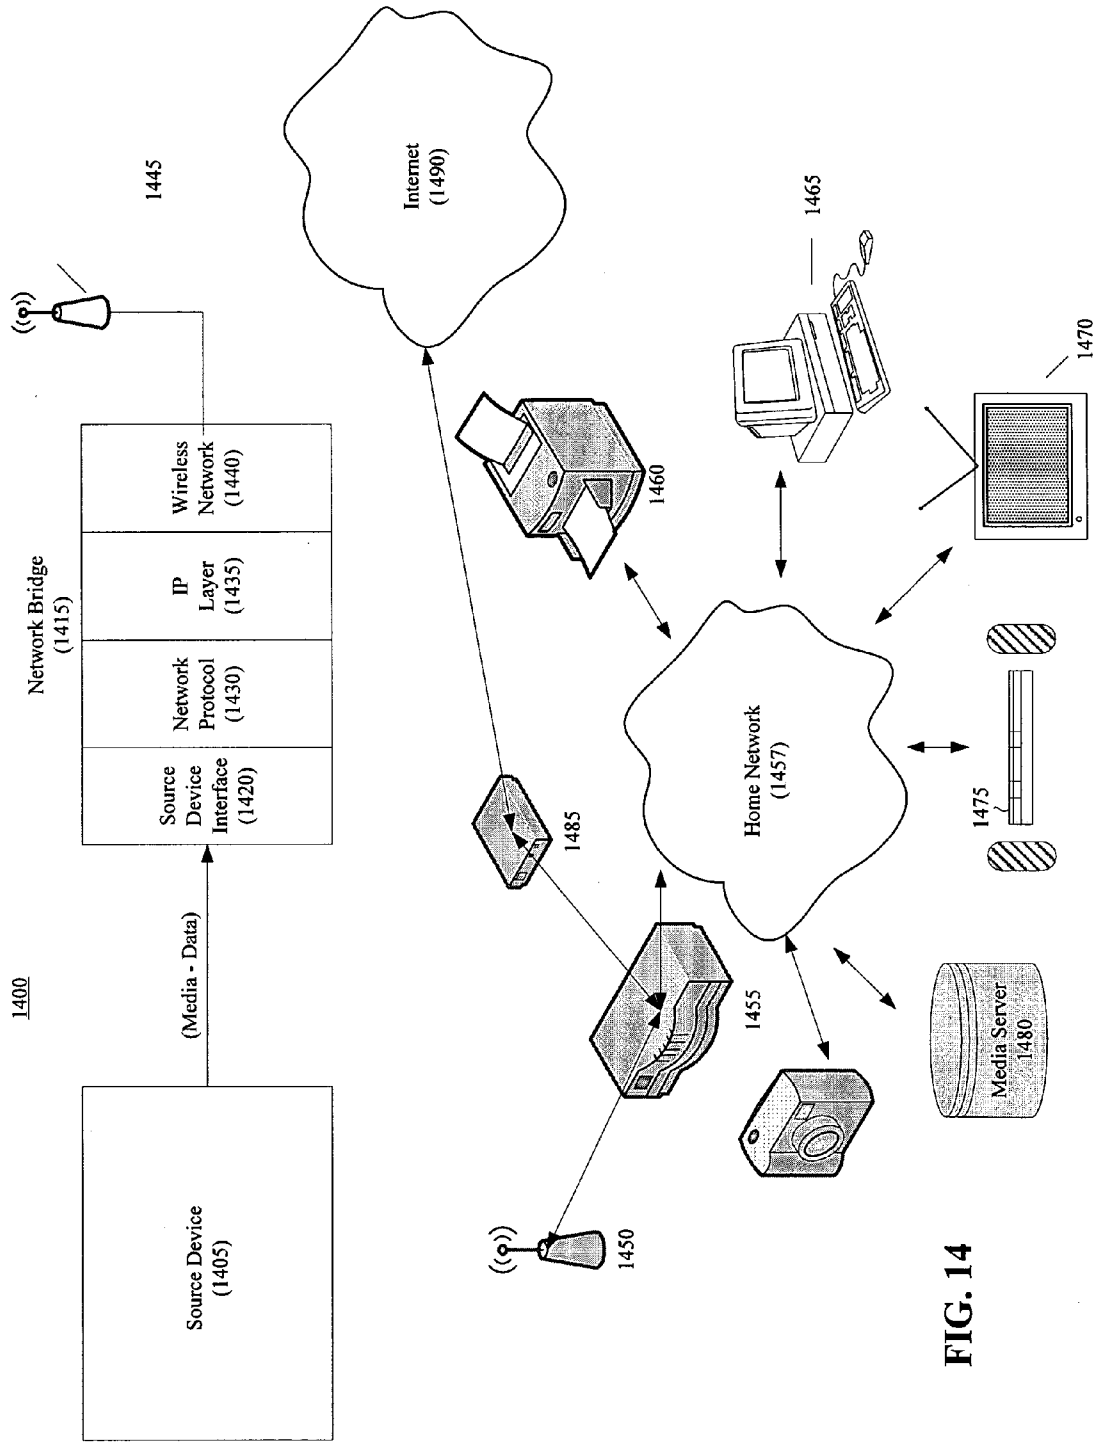 1400
Source Device
(1405)
(Media - Data)
Network Bridge
(1415)
Source
Device
Interface
(1420)
Network
Protocol
(1430)
IP
Layer
(1435)
Wireless
Network
(1440)
1445
Internet
(1490)
1450
1455
1485
1460
Home Network
(1457)
1465
1470
1475
Media Server
1480
FIG. 14